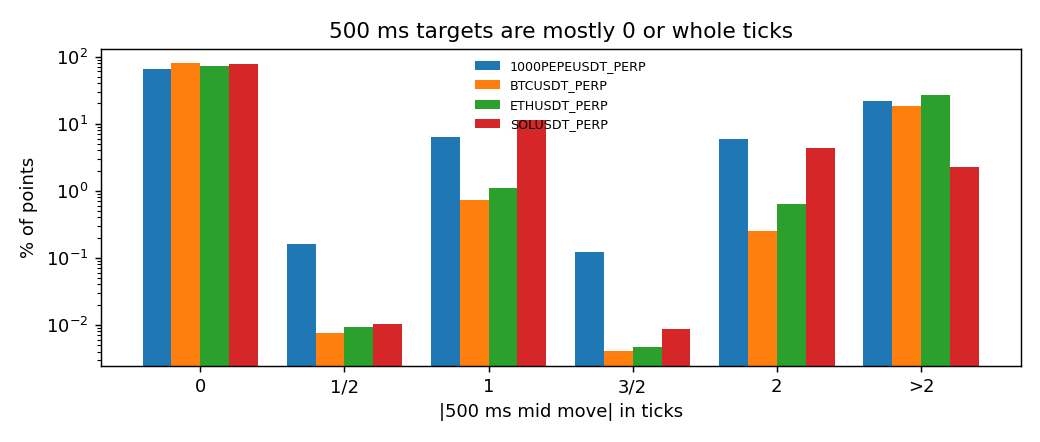 500 ms targets are mostly 0 or whole ticks
10²
10¹
10⁰
10⁻¹
10⁻²
% of points
1000PEPEUSDT_PERP
BTCUSDT_PERP
ETHUSDT_PERP
SOLUSDT_PERP
0
1/2
1
3/2
2
>2
|500 ms mid move| in ticks